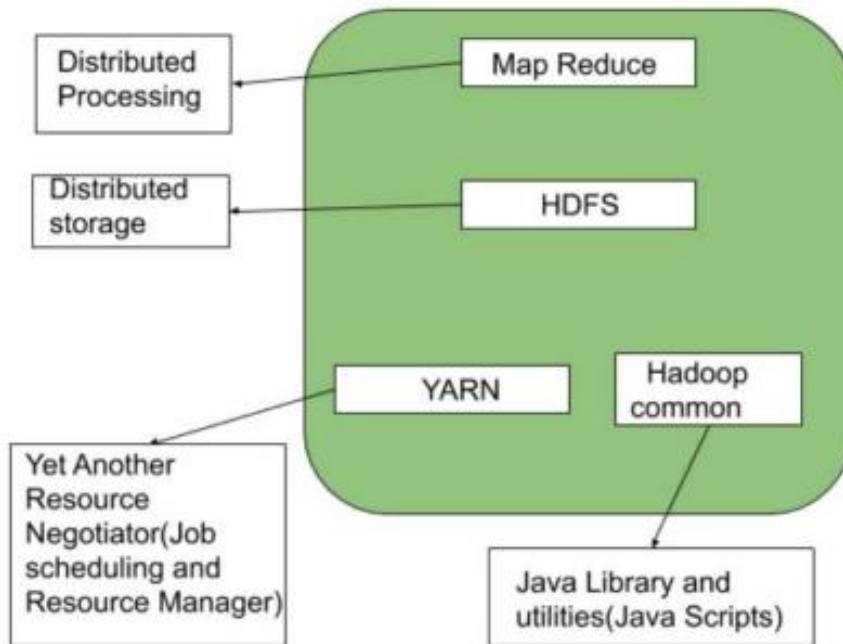 Distributed
Processing
Map Reduce
Distributed
storage
HDFS
YARN
Hadoop
common
Yet Another
Resource
Negotiator(Job
scheduling and
Resource Manager)
Java Library and
utilities(Java Scripts)